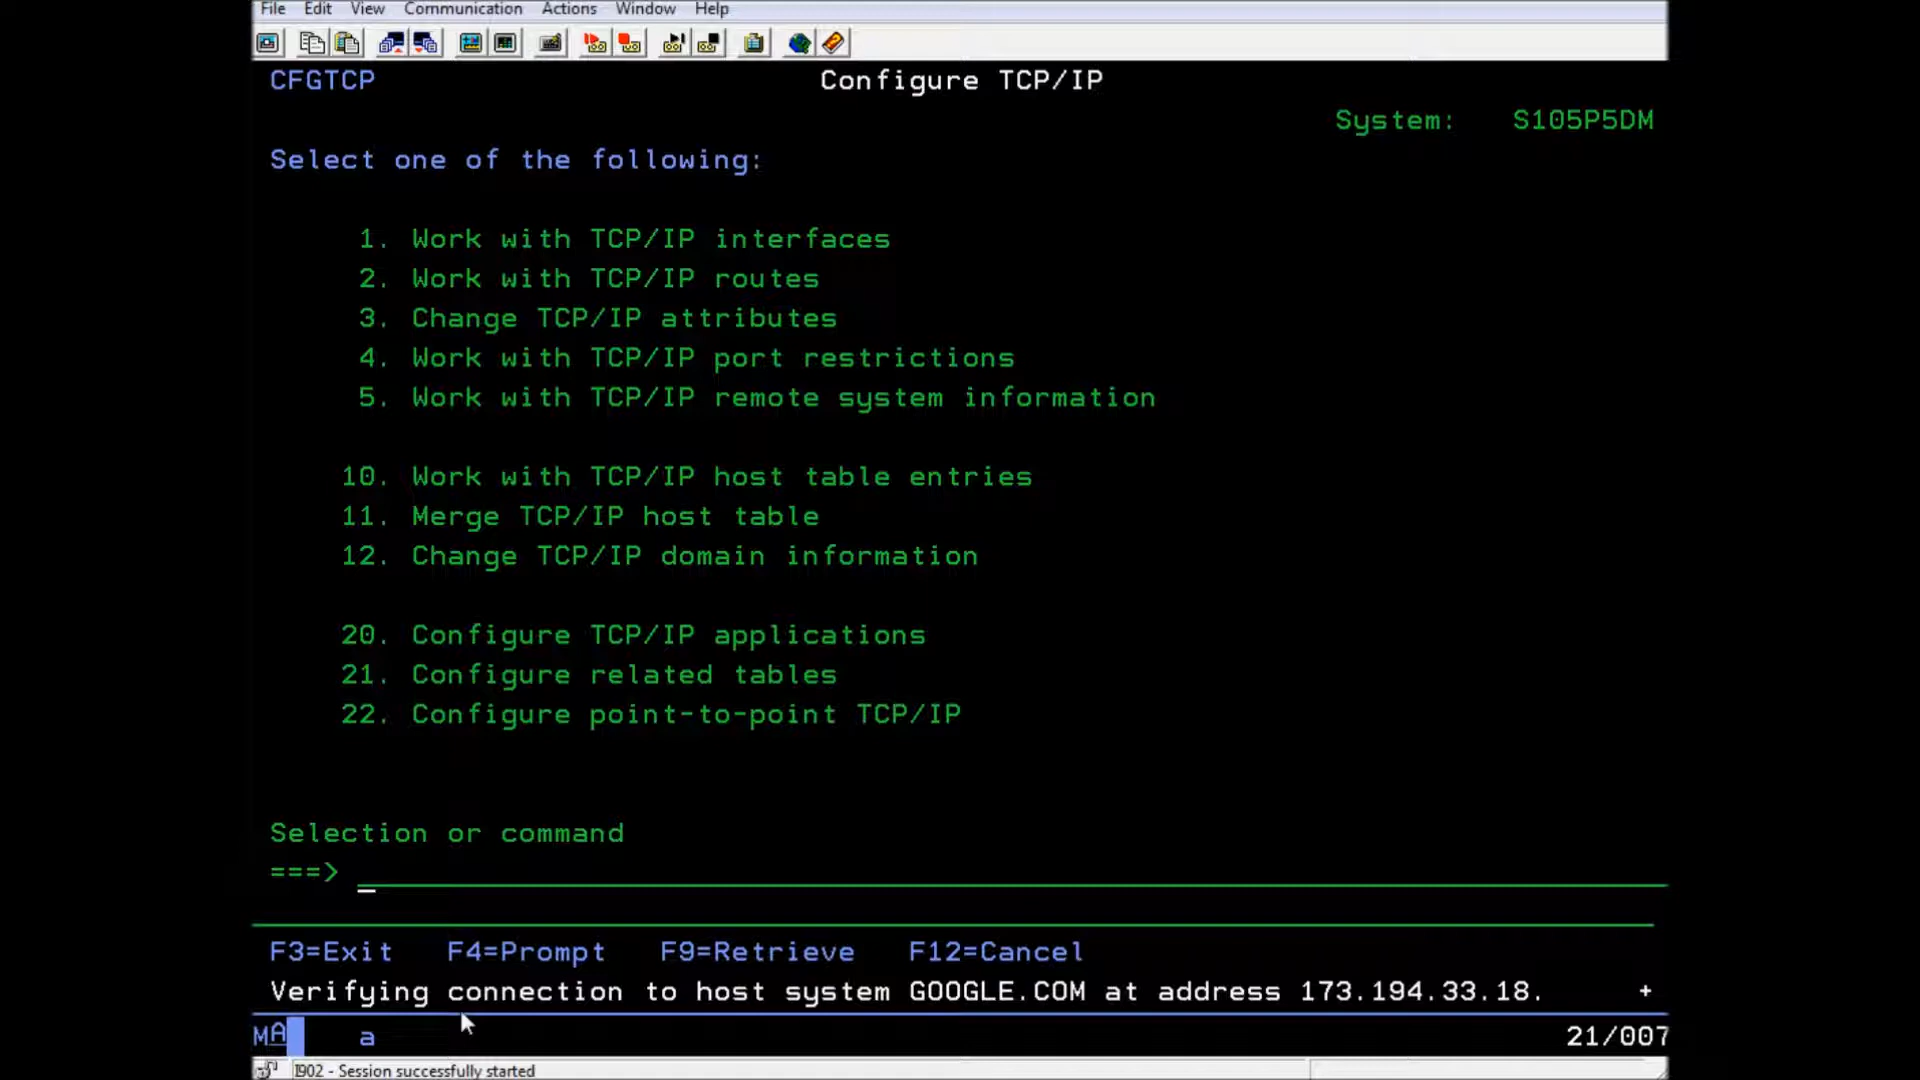 File Edit View Communication Actions Window Help
CFGTCP Configure TCP/IP
System: S105P5DM
Select one of the following:
1. Work with TCP/IP interfaces
2. Work with TCP/IP routes
3. Change TCP/IP attributes
4. Work with TCP/IP port restrictions
5. Work with TCP/IP remote system information
10. Work with TCP/IP host table entries
11. Merge TCP/IP host table
12. Change TCP/IP domain information
20. Configure TCP/IP applications
21. Configure related tables
22. Configure point-to-point TCP/IP
Selection or command
===>
F3=Exit F4=Prompt F9=Retrieve F12=Cancel
Verifying connection to host system GOOGLE.COM at address 173.194.33.18. +
MA a 21/007
I902 - Session successfully started